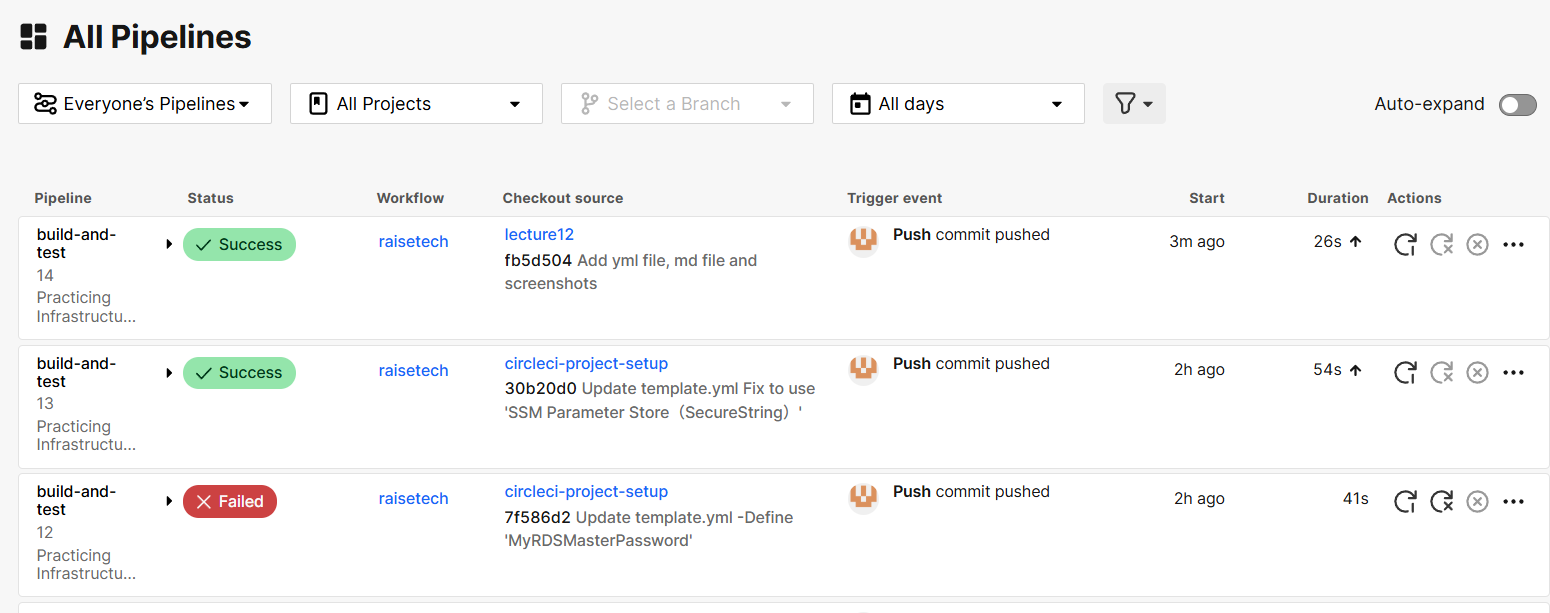 All Pipelines
Everyone’s Pipelines
All Projects
Select a Branch
All days
Auto-expand
Pipeline
Status
Workflow
Checkout source
Trigger event
Start
Duration
Actions
build-and-
test
14
Practicing
Infrastructu...
Success
raisetech
lecture12
fb5d504 Add yml file, md file and
screenshots
Push commit pushed
3m ago
26s
build-and-
test
13
Practicing
Infrastructu...
Success
raisetech
circleci-project-setup
30b20d0 Update template.yml Fix to use
'SSM Parameter Store（SecureString）'
Push commit pushed
2h ago
54s
build-and-
test
12
Practicing
Infrastructu...
Failed
raisetech
circleci-project-setup
7f586d2 Update template.yml -Define
'MyRDSMasterPassword'
Push commit pushed
2h ago
41s